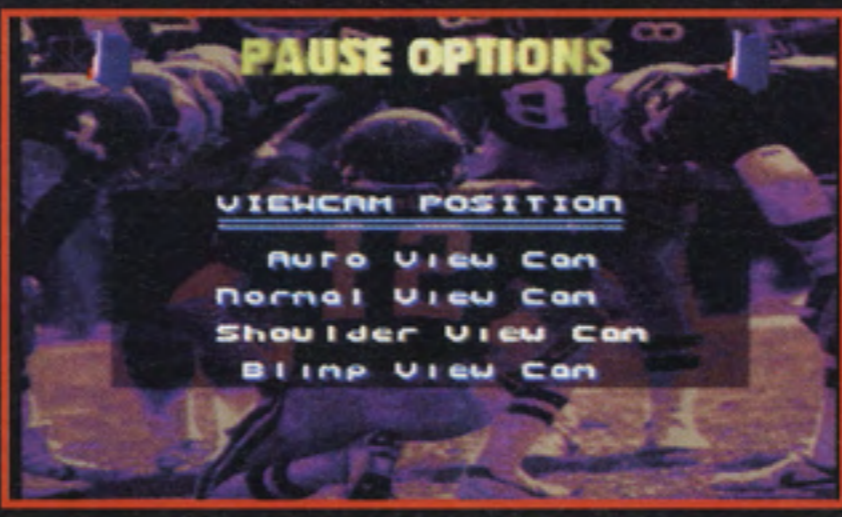 PAUSE OPTIONS
VIEWCAM POSITION
Auto View Cam
Normal View Cam
Shoulder View Cam
Blimp View Cam